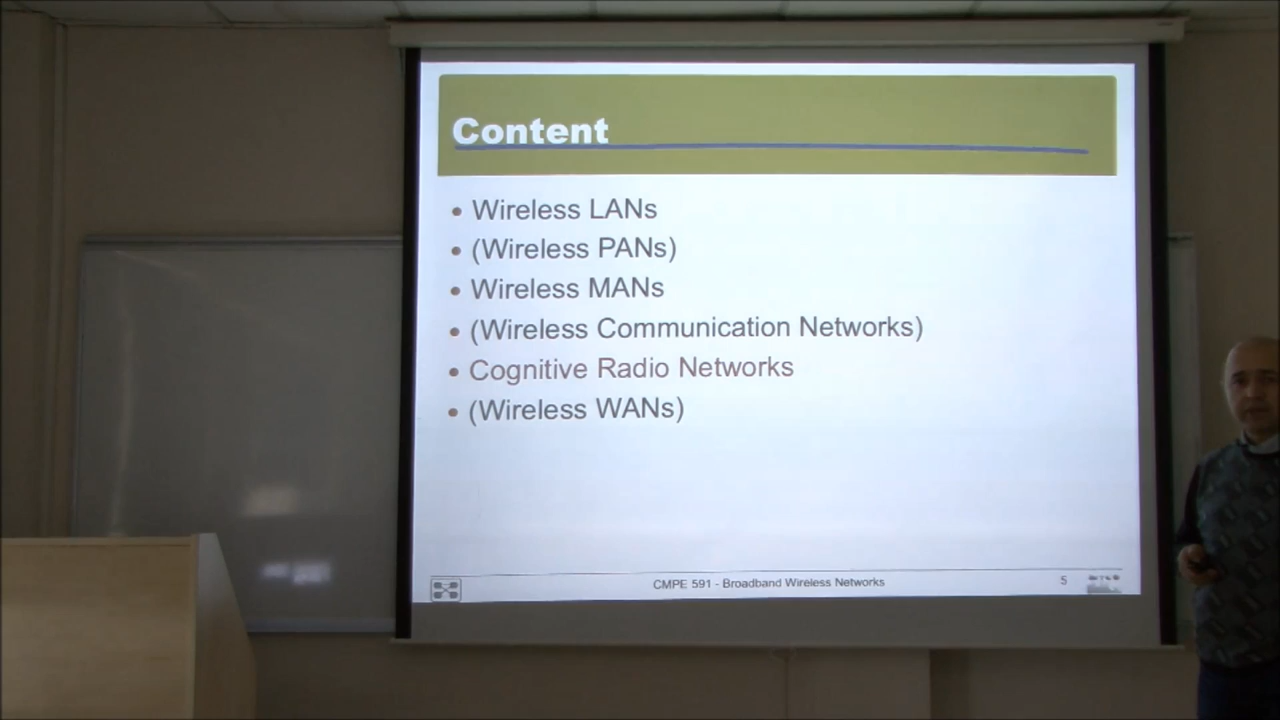 Content
• Wireless LANs
• (Wireless PANs)
• Wireless MANs
• (Wireless Communication Networks)
• Cognitive Radio Networks
• (Wireless WANs)
CMPE 591 - Broadband Wireless Networks
5